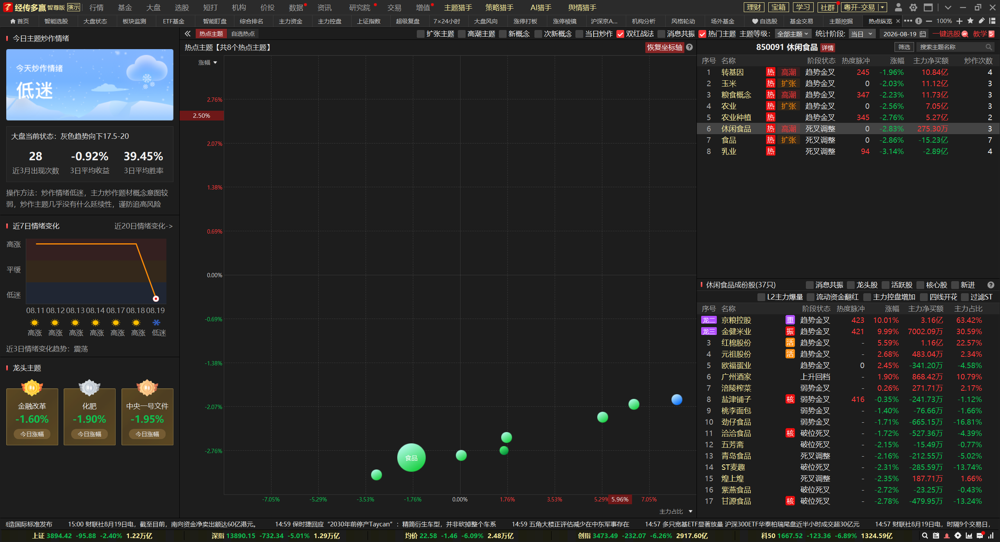 经传多赢 智尊版 演示 行情 基金 大盘 选股 短打 机构 价投 数据 资讯 研究院 交易 增值 主题猎手 策略猎手 AI猎手 舆情猎手 理财 宝箱 学习 社群 粤开-交易
首页 智能选股 大盘状态 板块监测 ETF基金 智能盯盘 综合排名 主力资金 主力控盘 上证指数 超级复盘 7×24小时 大盘风向 涨停打板 涨停棱镜 沪深京A... 机构分析 风格轮动 场外基金 自选股 基金交易 主题挖掘 热点纵览 100%
今日主题炒作情绪
今天炒作情绪
低迷
大盘当前状态：灰色趋势向下17.5-20
28 -0.92% 39.45%
近3月出现次数 3日平均收益 3日平均胜率
操作方法：炒作情绪低迷，主力炒作题材概念意图较
弱，炒作主题几乎没有什么延续性，谨防追高风险
近7日情绪变化 近20日情绪变化->
高涨
平缓
低迷
08.11 08.12 08.13 08.14 08.17 08.18 08.19
高涨 高涨 高涨 高涨 高涨 高涨 低迷
近3日情绪变化趋势：震荡
龙头主题
金融改革 化肥 中央一号文件
-1.60% -1.90% -1.95%
今日涨幅 今日涨幅 今日涨幅
热点主题 自选热点 扩张主题 高潮主题 新概念 次新概念 当日炒作 双红战法 消息共振 热门主题 主题等级： 全部主题 统计阶段: 当日 2026-08-19 一键选股 教学
热点主题【共8个热点主题】 恢复坐标轴
涨幅
2.76%
2.50%
2.07%
1.38%
0.69%
0.00%
-0.69%
-1.38%
-2.07%
-2.76%
食品
-7.05% -5.29% -3.53% -1.76% 0.00% 1.76% 3.53% 5.29% 5.96% 7.05%
主力占比
850091 休闲食品 详情 筛选 搜索主题名称
序号 名称 阶段状态 热度脉冲 涨幅 主力净买额 炒作次数
1 转基因 热 高潮 趋势金叉 245 -1.96% 10.84亿 4
2 玉米 热 扩张 趋势金叉 0 -2.03% 11.12亿 3
3 粮食概念 热 高潮 趋势金叉 347 -2.23% 11.73亿 3
4 农业 热 扩张 趋势金叉 0 -2.56% 7.05亿 3
5 农业种植 热 趋势金叉 345 -2.76% 5.27亿 2
6 休闲食品 热 高潮 死叉调整 0 -2.83% 275.30万 3
7 食品 热 扩张 死叉调整 0 -2.86% -15.23亿 7
8 乳业 热 死叉调整 94 -3.14% -2.89亿 4
休闲食品成份股(37只) 消息共振 龙头股 活跃股 核心股 新进
L2主力爆量 流动资金翻红 主力控盘增加 四线开花 过滤ST
序号 名称 阶段状态 热度脉冲 涨幅 主力净买额 主力占比
龙二 京粮控股 重 趋势金叉 423 10.01% 3.16亿 63.42%
龙三 金健米业 振 趋势金叉 421 9.99% 7002.09万 30.59%
3 红棉股份 活 趋势金叉 - 5.59% 1.16亿 22.57%
4 元祖股份 活 趋势金叉 - 2.68% 483.04万 2.34%
5 欧福蛋业 趋势金叉 0 2.45% -341.20万 -4.58%
6 广州酒家 上升回档 - 1.90% 868.42万 10.79%
7 涪陵榨菜 弱势金叉 - 0.26% 271.71万 2.17%
8 盐津铺子 核 弱势金叉 416 -0.35% -241.73万 -1.12%
9 桃李面包 弱势金叉 - -1.40% -76.66万 -1.66%
10 劲仔食品 弱势金叉 - -1.71% -665.15万 -16.81%
11 洽洽食品 核 破位死叉 - -1.72% -527.36万 -4.39%
12 五芳斋 破位死叉 - -2.15% -15.49万 -0.77%
13 青岛食品 死叉调整 - -2.16% -212.55万 -5.02%
14 ST麦趣 破位死叉 - -2.31% -285.59万 -13.74%
15 煌上煌 死叉调整 - -2.35% 187.71万 1.66%
16 紫燕食品 破位死叉 - -2.72% -23.25万 -0.43%
17 甘源食品 核 破位死叉 - -2.78% -479.95万 -13.24%
制造国际标准发布 15:00 财联社8月19日电，截至目前，南向资金净卖出额达60亿港元。 14:59 保时捷回应“2030年前停产Taycan”：精简衍生车型，并非砍掉整个车系 14:59 五角大楼正评估减少在中东军事存在 14:57 多只宽基ETF显著放量 沪深300ETF华泰柏瑞尾盘近半小时成交超30亿元 14:57 财联社8月19日电，时隔9个交易日，
上证 3894.42 -95.88 -2.40% 1.22万亿 深指 13890.15 -732.34 -5.01% 1.29万亿 均价 22.58 -1.46 -6.09% 2.48万亿 创指 3473.49 -232.07 -6.26% 2917.60亿 科50 1667.52 -123.36 -6.89% 1324.59亿